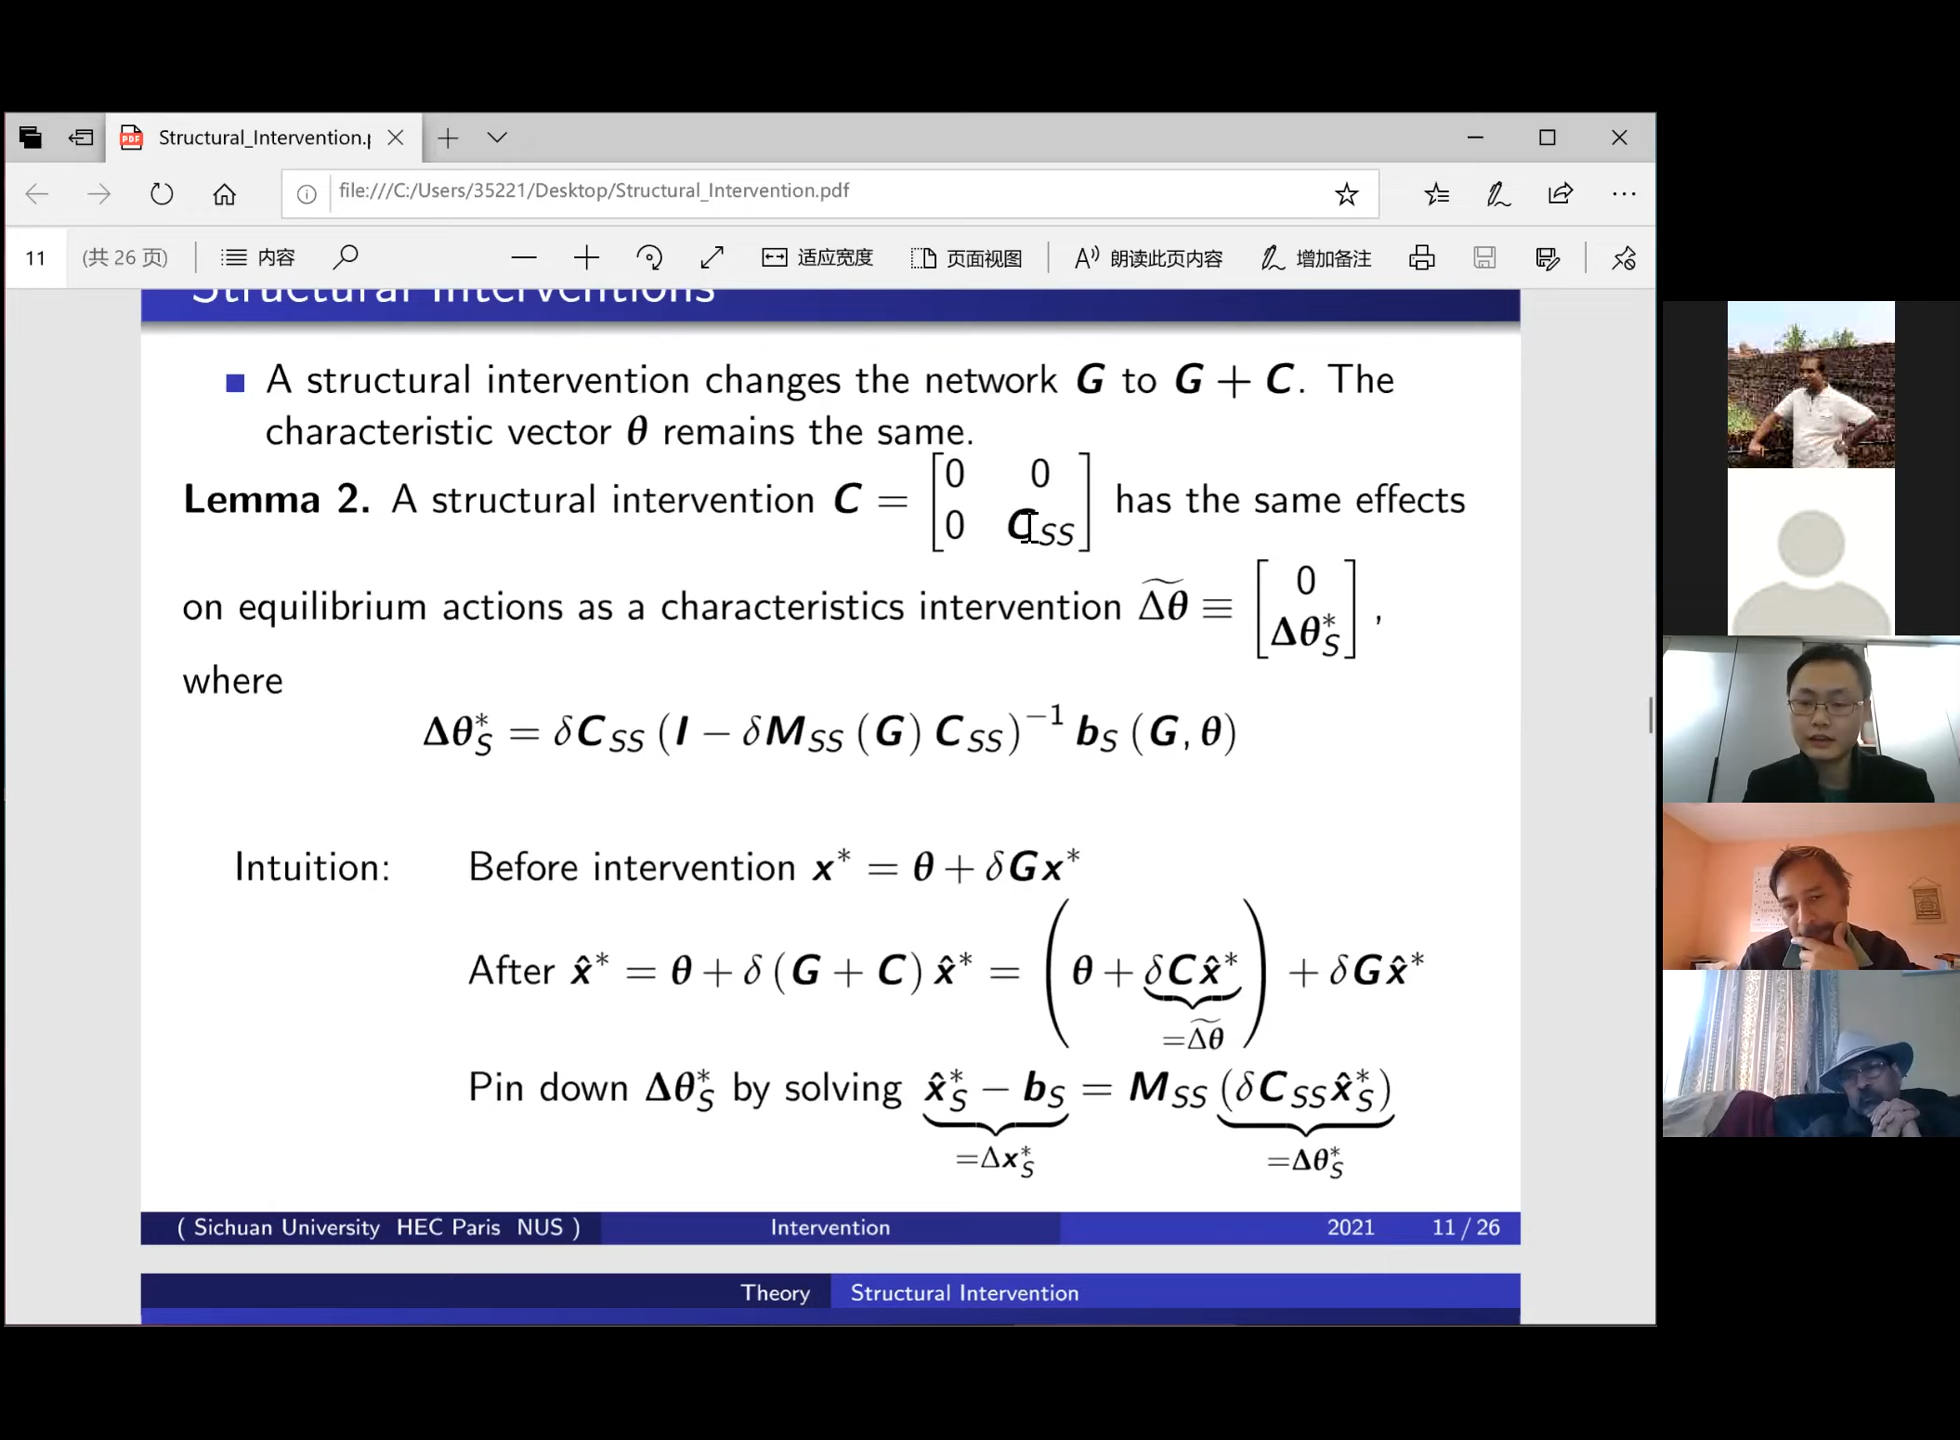 Structural_Intervention.p
file:///C:/Users/35221/Desktop/Structural_Intervention.pdf
11 (共 26 页) 内容 适应宽度 页面视图 朗读此页内容 增加备注
Structural Interventions
A structural intervention changes the network G to G + C. The
characteristic vector θ remains the same.
Lemma 2. A structural intervention C = [0 0; 0 C_SS] has the same effects
on equilibrium actions as a characteristics intervention \widetilde{Δθ} ≡ [0; Δθ*_S],
where
Δθ*_S = δC_SS (I − δM_SS (G) C_SS)^−1 b_S (G, θ)
Intuition: Before intervention x* = θ + δGx*
After x̂* = θ + δ (G + C) x̂* = (θ + δCx̂*) + δGx̂*
=\widetilde{Δθ}
Pin down Δθ*_S by solving x̂*_S − b_S = M_SS (δC_SS x̂*_S)
=Δx*_S =Δθ*_S
( Sichuan University HEC Paris NUS ) Intervention 2021 11 / 26
Theory Structural Intervention